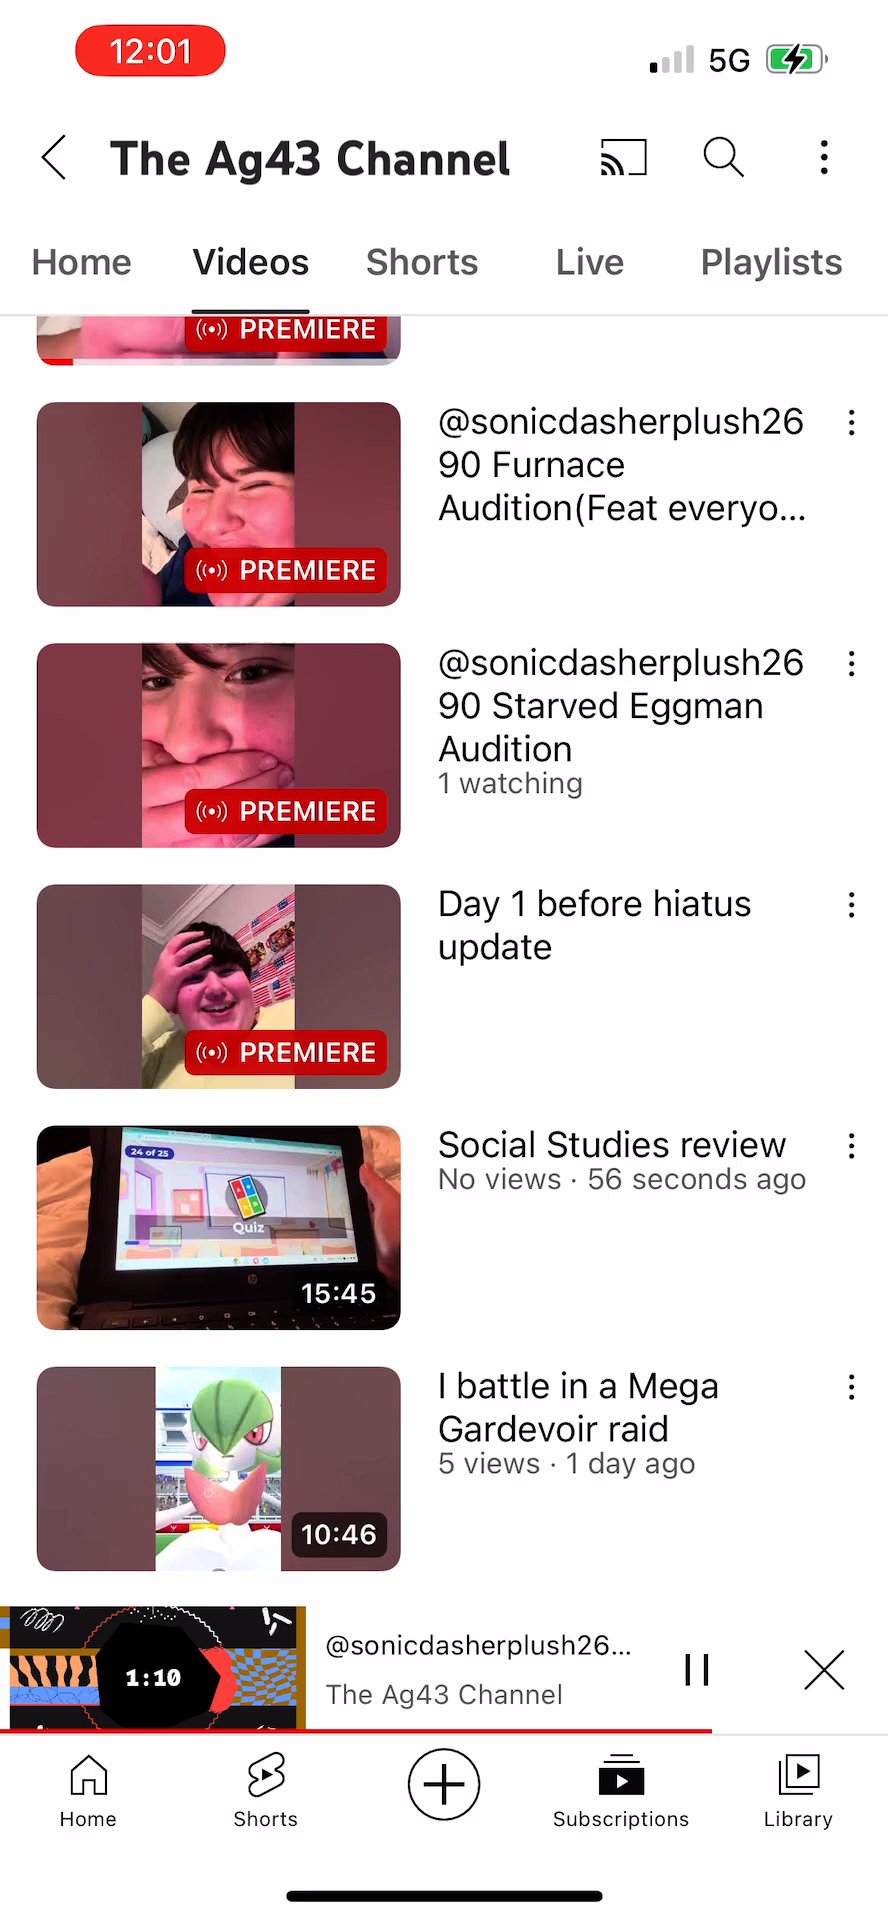 12:01
5G
The Ag43 Channel
Home Videos Shorts Live Playlists
PREMIERE
@sonicdasherplush26
90 Furnace
Audition(Feat everyo...
PREMIERE
@sonicdasherplush26
90 Starved Eggman
Audition
1 watching
PREMIERE
Day 1 before hiatus
update
PREMIERE
24 of 25
Quiz
15:45
Social Studies review
No views · 56 seconds ago
I battle in a Mega
Gardevoir raid
5 views · 1 day ago
10:46
1:10
@sonicdasherplush26...
The Ag43 Channel
Home Shorts Subscriptions Library